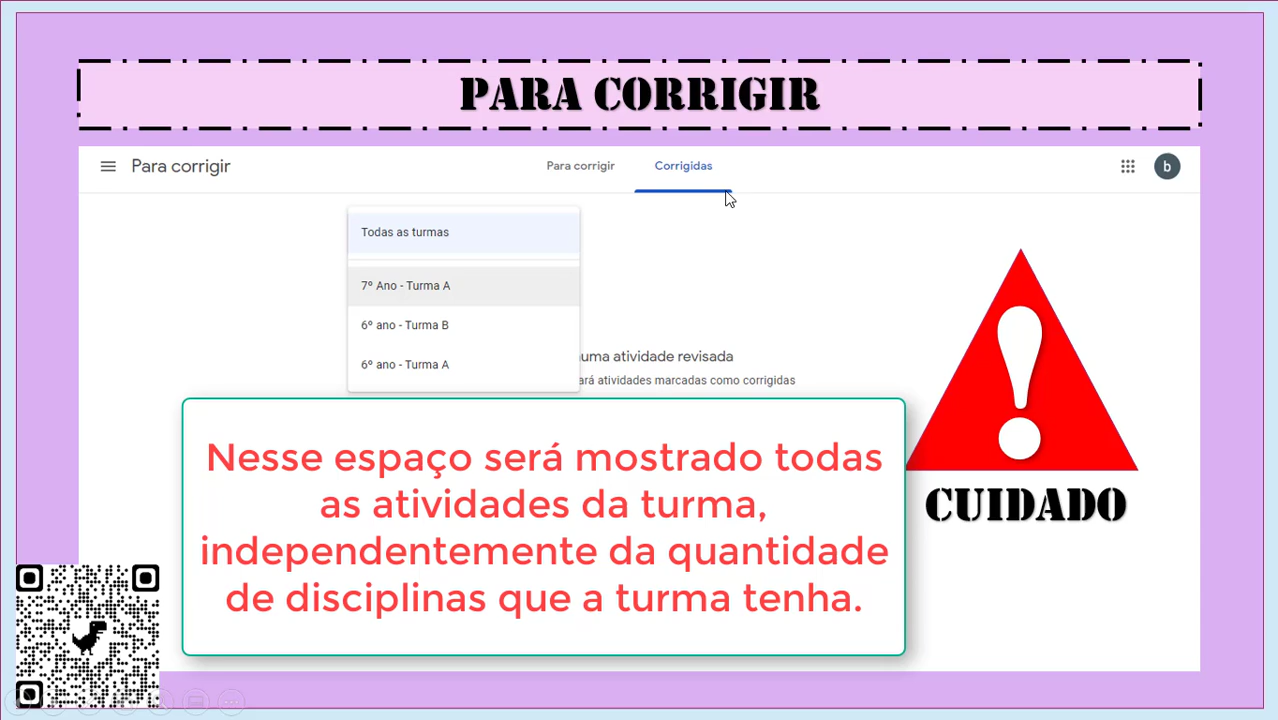 PARA CORRIGIR
Para corrigir
Para corrigir
Corrigidas
b
Todas as turmas
7º Ano - Turma A
6º ano - Turma B
6º ano - Turma A
uma atividade revisada
ará atividades marcadas como corrigidas
Nesse espaço será mostrado todas
as atividades da turma,
independentemente da quantidade
de disciplinas que a turma tenha.
!
CUIDADO